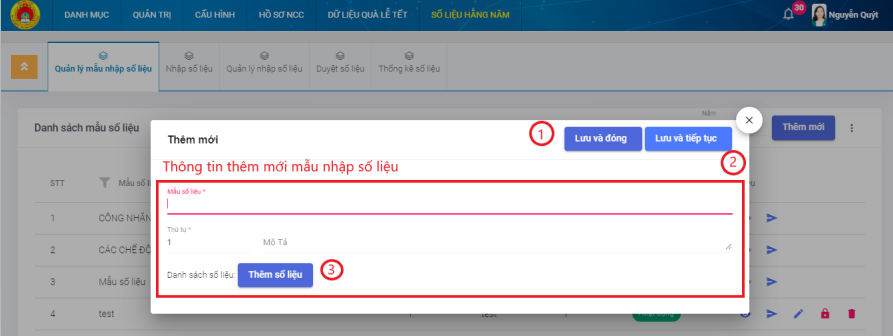 DANH MỤC QUẢN TRỊ CẤU HÌNH HỒ SƠ NCC DỮ LIỆU QUÀ LỄ TẾT SỐ LIỆU HẰNG NĂM 30 Nguyễn Quýt
Quản lý mẫu nhập số liệu Nhập số liệu Quản lý nhập số liệu Duyệt số liệu Thống kê số liệu
Năm
Danh sách mẫu số liệu Thêm mới
Thêm mới 1 Lưu và đóng Lưu và tiếp tục
Thông tin thêm mới mẫu nhập số liệu 2
STT Mẫu số li
Mẫu số liệu *
1 CÔNG NHÂN
Thứ tự *
1 Mô Tả
2 CÁC CHẾ ĐỘ
Danh sách số liệu: Thêm số liệu 3
3 Mẫu số liệu
4 test test